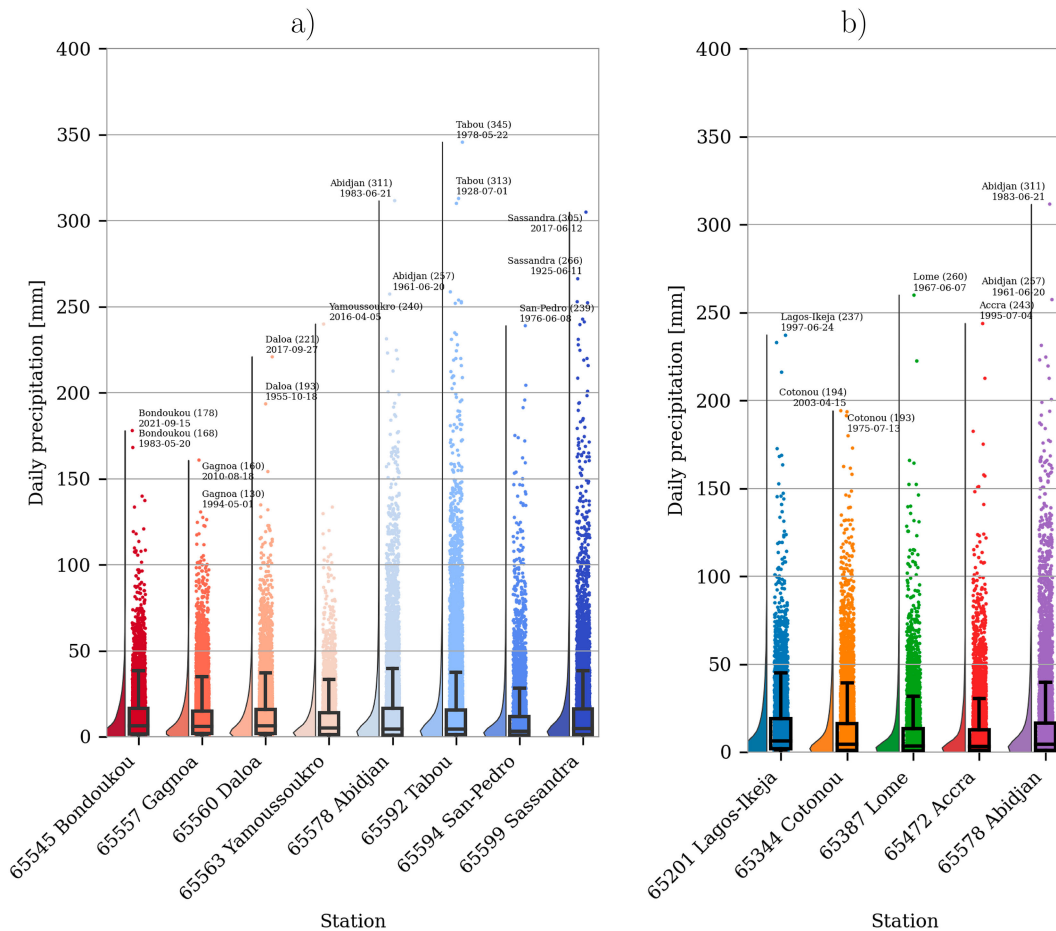 a)
Daily precipitation [mm]
400
350
300
250
200
150
100
50
0
Bondoukou (178)
2021-09-15
Bondoukou (168)
1983-05-20
Gagnoa (160)
2010-08-18
Gagnoa (130)
1994-05-01
Daloa (221)
2017-09-27
Daloa (193)
1955-10-18
Yamoussoukro (240)
2016-04-05
Abidjan (311)
1983-06-21
Abidjan (257)
1961-06-20
Tabou (345)
1978-05-22
Tabou (313)
1928-07-01
San-Pedro (239)
1976-06-08
Sassandra (305)
2017-06-12
Sassandra (266)
1925-06-11
65545 Bondoukou
65557 Gagnoa
65560 Daloa
65563 Yamoussoukro
65578 Abidjan
65592 Tabou
65594 San-Pedro
65599 Sassandra
Station
b)
Daily precipitation [mm]
400
350
300
250
200
150
100
50
0
Lagos-Ikeja (237)
1997-06-24
Cotonou (194)
2003-04-15
Cotonou (193)
1975-07-13
Lome (260)
1967-06-07
Accra (243)
1995-07-04
Abidjan (311)
1983-06-21
Abidjan (257)
1961-06-20
65201 Lagos-Ikeja
65344 Cotonou
65387 Lome
65472 Accra
65578 Abidjan
Station